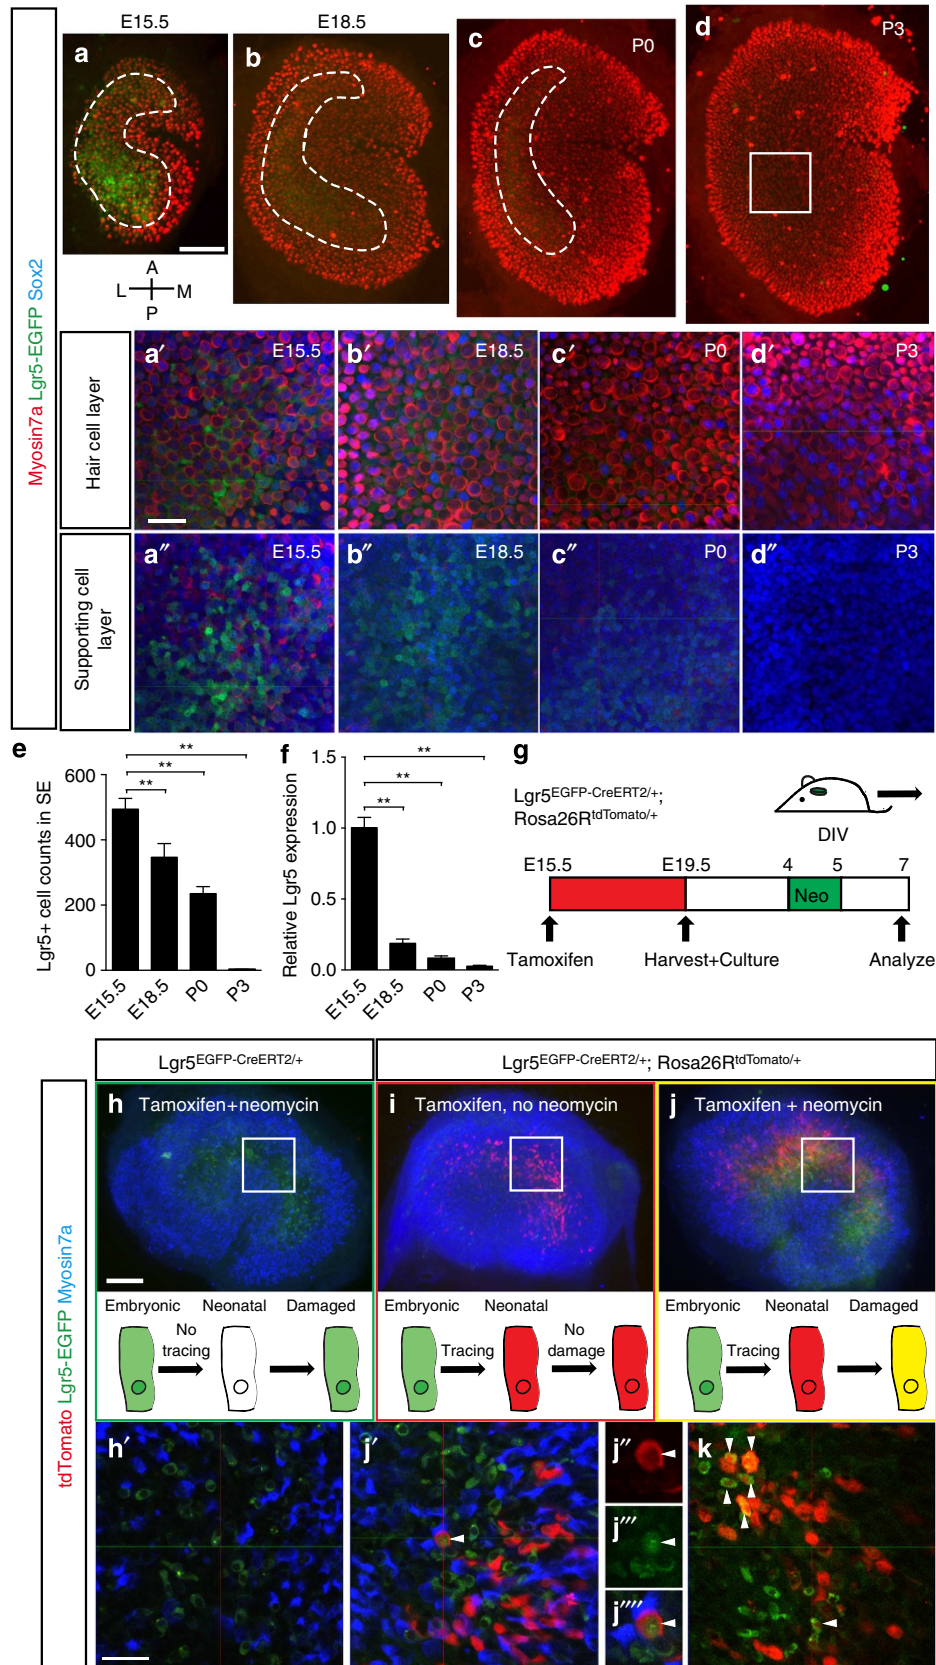 E15.5
E18.5
a
b
c
P0
d
P3
A
L
M
P
Myosin7a Lgr5-EGFP Sox2
Hair cell layer
a′
E15.5
b′
E18.5
c′
P0
d′
P3
Supporting cell
layer
a″
E15.5
b″
E18.5
c″
P0
d″
P3
e
**
**
**
600
400
200
0
Lgr5+ cell counts in SE
E15.5
E18.5
P0
P3
f
**
**
**
1.5
1.0
0.5
0.0
Relative Lgr5 expression
E15.5
E18.5
P0
P3
g
Lgr5EGFP-CreERT2/+;
Rosa26RtdTomato/+
DIV
E15.5
E19.5
4
5
7
Neo
Tamoxifen
Harvest+Culture
Analyze
Lgr5EGFP-CreERT2/+
Lgr5EGFP-CreERT2/+; Rosa26RtdTomato/+
tdTomato Lgr5-EGFP Myosin7a
h
Tamoxifen+neomycin
i
Tamoxifen, no neomycin
j
Tamoxifen + neomycin
Embryonic
Neonatal
Damaged
No
tracing
Embryonic
Neonatal
Tracing
No
damage
Embryonic
Neonatal
Damaged
Tracing
h′
j′
j″
j‴
j⁗
k